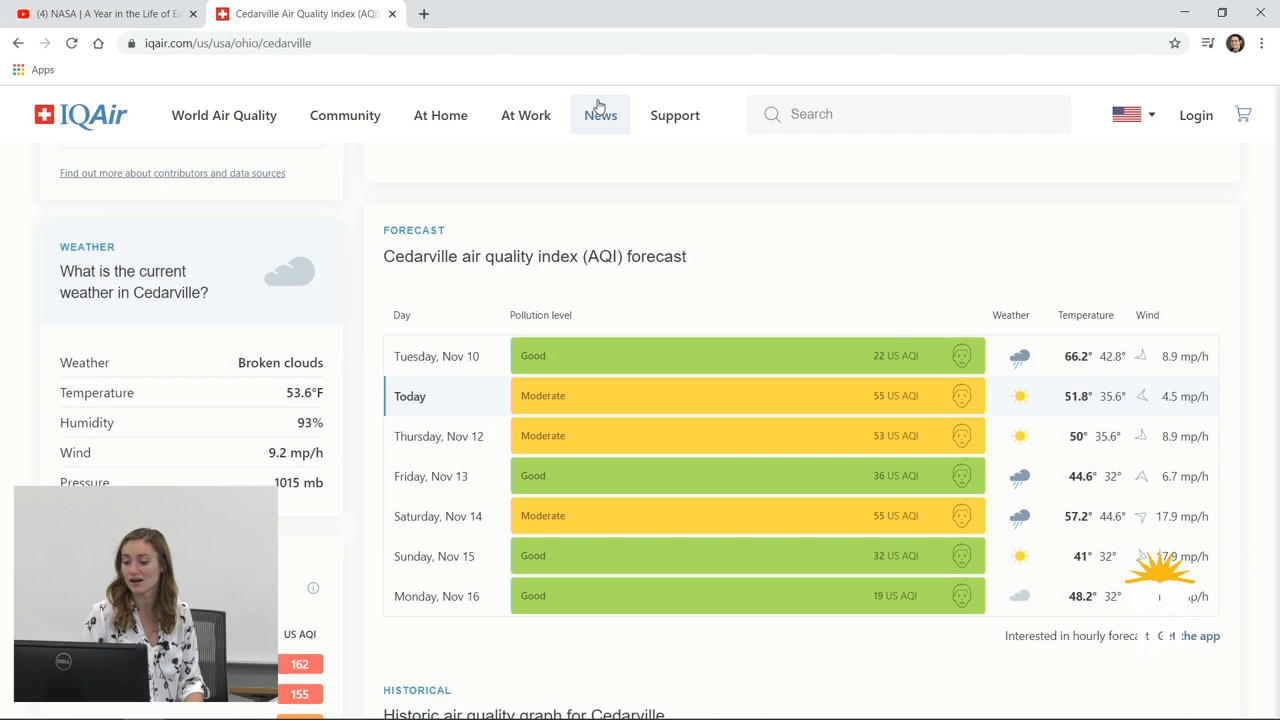 (4) NASA | A Year in the Life of Ea
Cedarville Air Quality Index (AQI)
iqair.com/us/usa/ohio/cedarville
Apps
IQAir
World Air Quality
Community
At Home
At Work
News
Support
Search
Login
Find out more about contributors and data sources
WEATHER
What is the current
weather in Cedarville?
Weather Broken clouds
Temperature 53.6°F
Humidity 93%
Wind 9.2 mp/h
Pressure 1015 mb
US AQI
162
155
FORECAST
Cedarville air quality index (AQI) forecast
Day Pollution level Weather Temperature Wind
Tuesday, Nov 10 Good 22 US AQI 66.2° 42.8° 8.9 mp/h
Today Moderate 55 US AQI 51.8° 35.6° 4.5 mp/h
Thursday, Nov 12 Moderate 53 US AQI 50° 35.6° 8.9 mp/h
Friday, Nov 13 Good 36 US AQI 44.6° 32° 6.7 mp/h
Saturday, Nov 14 Moderate 55 US AQI 57.2° 44.6° 17.9 mp/h
Sunday, Nov 15 Good 32 US AQI 41° 32° mp/h
Monday, Nov 16 Good 19 US AQI 48.2° 32° mp/h
Interested in hourly forecast Get the app
HISTORICAL
Historic air quality graph for Cedarville
DELL